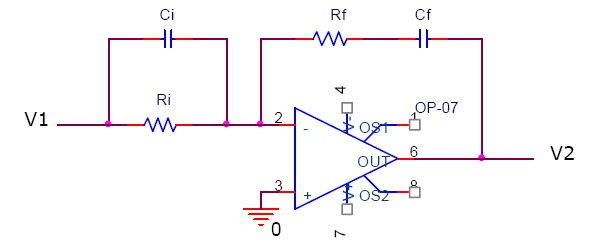 Ci
Rf
Cf
V1
Ri
4
OP-07
2
-
V-
OS1
1
OUT
6
V2
3
+
V+
OS2
8
0
7